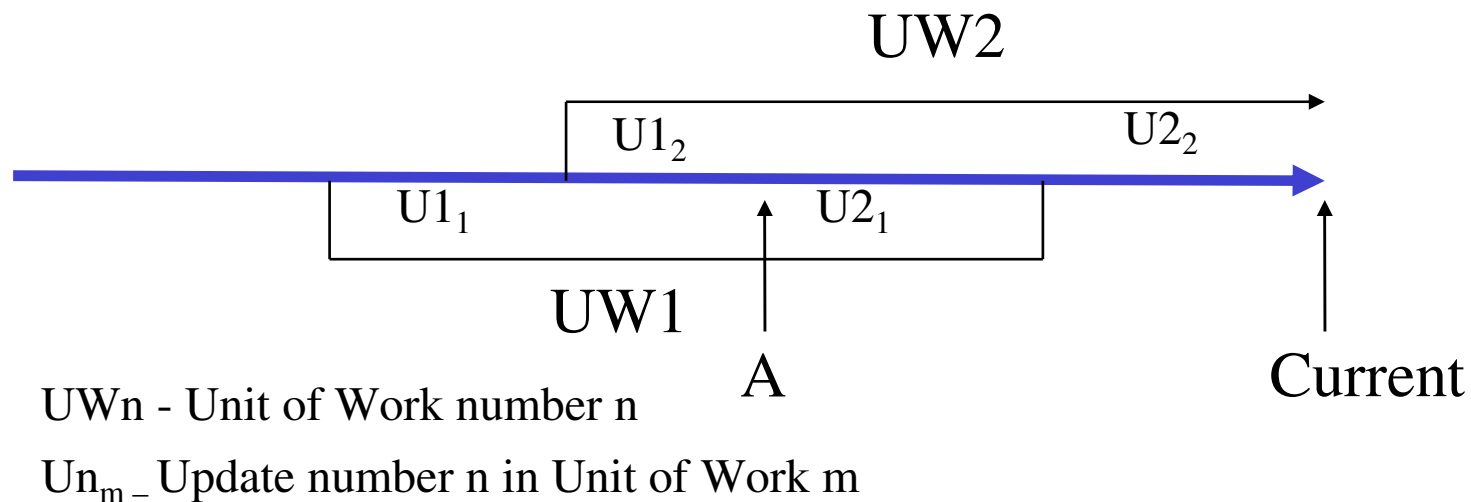 UW2
U1₂ U2₂
U1₁ U2₁
UW1
A Current
UWn - Unit of Work number n
Unₘ – Update number n in Unit of Work m